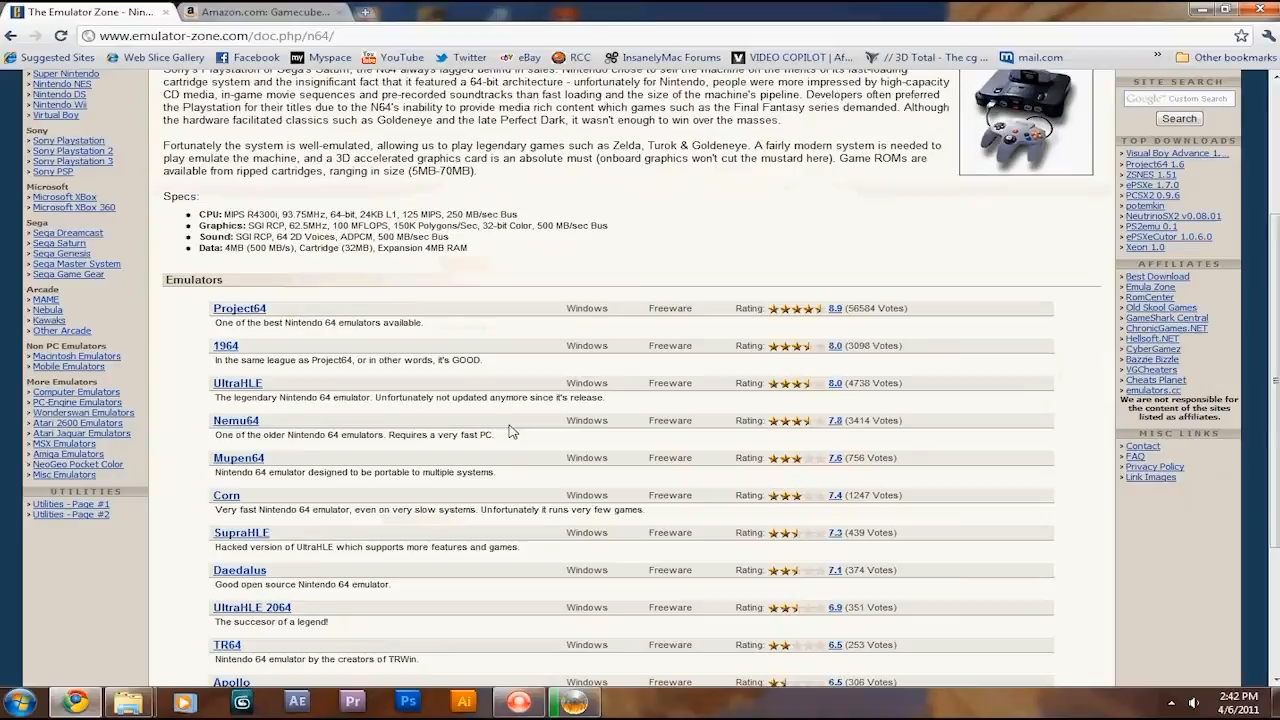 The Emulator Zone - Nin...
Amazon.com: Gamecube...
www.emulator-zone.com/doc.php/n64/
Suggested Sites
Web Slice Gallery
Facebook
Myspace
YouTube
Twitter
eBay
RCC
InsanelyMac Forums
VIDEO COPILOT | Af...
// 3D Total - The cg ...
mail.com
»
Other bookmarks
> Super Nintendo
> Nintendo NES
> Nintendo DS
> Nintendo Wii
> Virtual Boy
Sony
> Sony Playstation
> Sony Playstation 2
> Sony Playstation 3
> Sony PSP
Microsoft
> Microsoft XBox
> Microsoft XBox 360
Sega
> Sega Dreamcast
> Sega Saturn
> Sega Genesis
> Sega Master System
> Sega Game Gear
Arcade
> MAME
> Nebula
> Kawaks
> Other Arcade
Non PC Emulators
> Macintosh Emulators
> Mobile Emulators
More Emulators
> Computer Emulators
> PC-Engine Emulators
> Wonderswan Emulators
> Atari 2600 Emulators
> Atari Jaguar Emulators
> MSX Emulators
> Amiga Emulators
> NeoGeo Pocket Color
> Misc Emulators
UTILITIES
> Utilities - Page #1
> Utilities - Page #2
Sony's Playstation or Sega's Saturn, the N64 always lagged behind in sales. Nintendo chose to sell the machine on the merits of its last-loading
cartridge system and the insignificant fact that it featured a 64-bit architecture - unfortunately for Nintendo, people were more impressed by high-capacity
CD media, in-game movie sequences and pre-recorded soundtracks than fast loading and the size of the machine's pipeline. Developers often preferred
the Playstation for their titles due to the N64's inability to provide media rich content which games such as the Final Fantasy series demanded. Although
the hardware facilitated classics such as Goldeneye and the late Perfect Dark, it wasn't enough to win over the masses.
Fortunately the system is well-emulated, allowing us to play legendary games such as Zelda, Turok & Goldeneye. A fairly modern system is needed
to play emulate the machine, and a 3D accelerated graphics card is an absolute must (onboard graphics won't cut the mustard here). Game ROMs are
available from ripped cartridges, ranging in size (5MB-70MB).
Specs:
CPU: MIPS R4300i, 93.75MHz, 64-bit, 24KB L1, 125 MIPS, 250 MB/sec Bus
Graphics: SGI RCP, 62.5MHz, 100 MFLOPS, 150K Polygons/Sec, 32-bit Color, 500 MB/sec Bus
Sound: SGI RCP, 64 2D Voices, ADPCM, 500 MB/sec Bus
Data: 4MB (500 MB/s), Cartridge (32MB), Expansion 4MB RAM
Emulators
Project64 Windows Freeware Rating: 8.9 (56584 Votes)
One of the best Nintendo 64 emulators available.
1964 Windows Freeware Rating: 8.0 (3098 Votes)
In the same league as Project64, or in other words, it's GOOD.
UltraHLE Windows Freeware Rating: 8.0 (4738 Votes)
The legendary Nintendo 64 emulator. Unfortunately not updated anymore since it's release.
Nemu64 Windows Freeware Rating: 7.8 (3414 Votes)
One of the older Nintendo 64 emulators. Requires a very fast PC.
Mupen64 Windows Freeware Rating: 7.6 (756 Votes)
Nintendo 64 emulator designed to be portable to multiple systems.
Corn Windows Freeware Rating: 7.4 (1247 Votes)
Very fast Nintendo 64 emulator, even on very slow systems. Unfortunately it runs very few games.
SupraHLE Windows Freeware Rating: 7.3 (439 Votes)
Hacked version of UltraHLE which supports more features and games.
Daedalus Windows Freeware Rating: 7.1 (374 Votes)
Good open source Nintendo 64 emulator.
UltraHLE 2064 Windows Freeware Rating: 6.9 (351 Votes)
The succesor of a legend!
TR64 Windows Freeware Rating: 6.5 (253 Votes)
Nintendo 64 emulator by the creators of TRWin.
Apollo Windows Freeware Rating: 6.5 (306 Votes)
SITE SEARCH
Google™ Custom Search
Search
TOP DOWNLOADS
> Visual Boy Advance 1....
> Project64 1.6
> ZSNES 1.51
> ePSXe 1.7.0
> PCSX2 0.9.6
> potemkin
> NeutrinoSX2 v0.08.01
> PS2emu 0.1
> ePSXeCutor 1.0.6.0
> Xeon 1.0
AFFILIATES
> Best Download
> Emula Zone
> RomCenter
> Old Skool Games
> GameShark Central
> ChronicGames.NET
> Hellsoft.NET
> CyberGamez
> Bazzie Bizzle
> VGCheaters
> Cheats Planet
> emulators.cc
We are not responsible for
the content of the sites
listed as affiliates.
MISC LINKS
> Contact
> FAQ
> Privacy Policy
> Link Images
AE
Pr
Ps
Ai
2:42 PM
4/6/2011